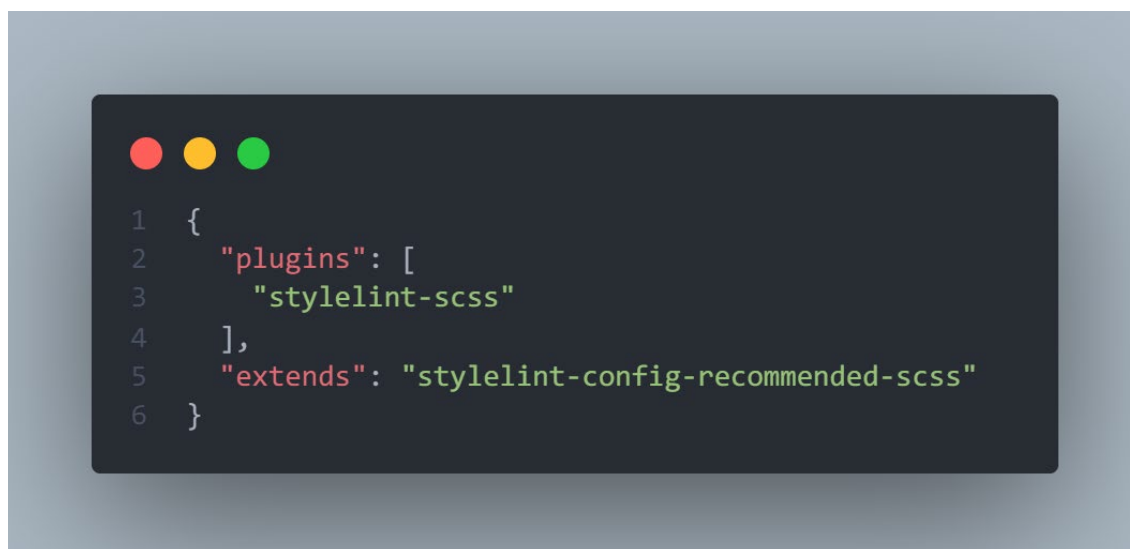 1 {
2   "plugins": [
3     "stylelint-scss"
4   ],
5   "extends": "stylelint-config-recommended-scss"
6 }